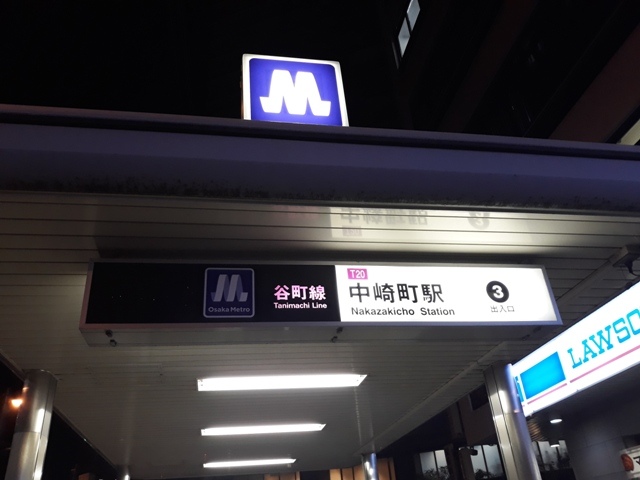 M
Osaka Metro
谷町線
Tanimachi Line
T20
中崎町駅
Nakazakicho Station
3
出入口
LAWSO